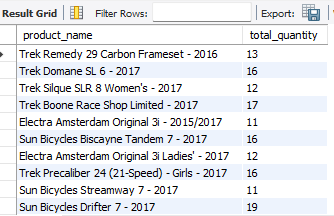 Result Grid Filter Rows: Export:
product_name total_quantity
Trek Remedy 29 Carbon Frameset - 2016 13
Trek Domane SL 6 - 2017 16
Trek Silque SLR 8 Women's - 2017 12
Trek Boone Race Shop Limited - 2017 17
Electra Amsterdam Original 3i - 2015/2017 11
Sun Bicycles Biscayne Tandem 7 - 2017 16
Electra Amsterdam Original 3i Ladies' - 2017 12
Trek Precaliber 24 (21-Speed) - Girls - 2017 16
Sun Bicycles Streamway 7 - 2017 11
Sun Bicycles Drifter 7 - 2017 19